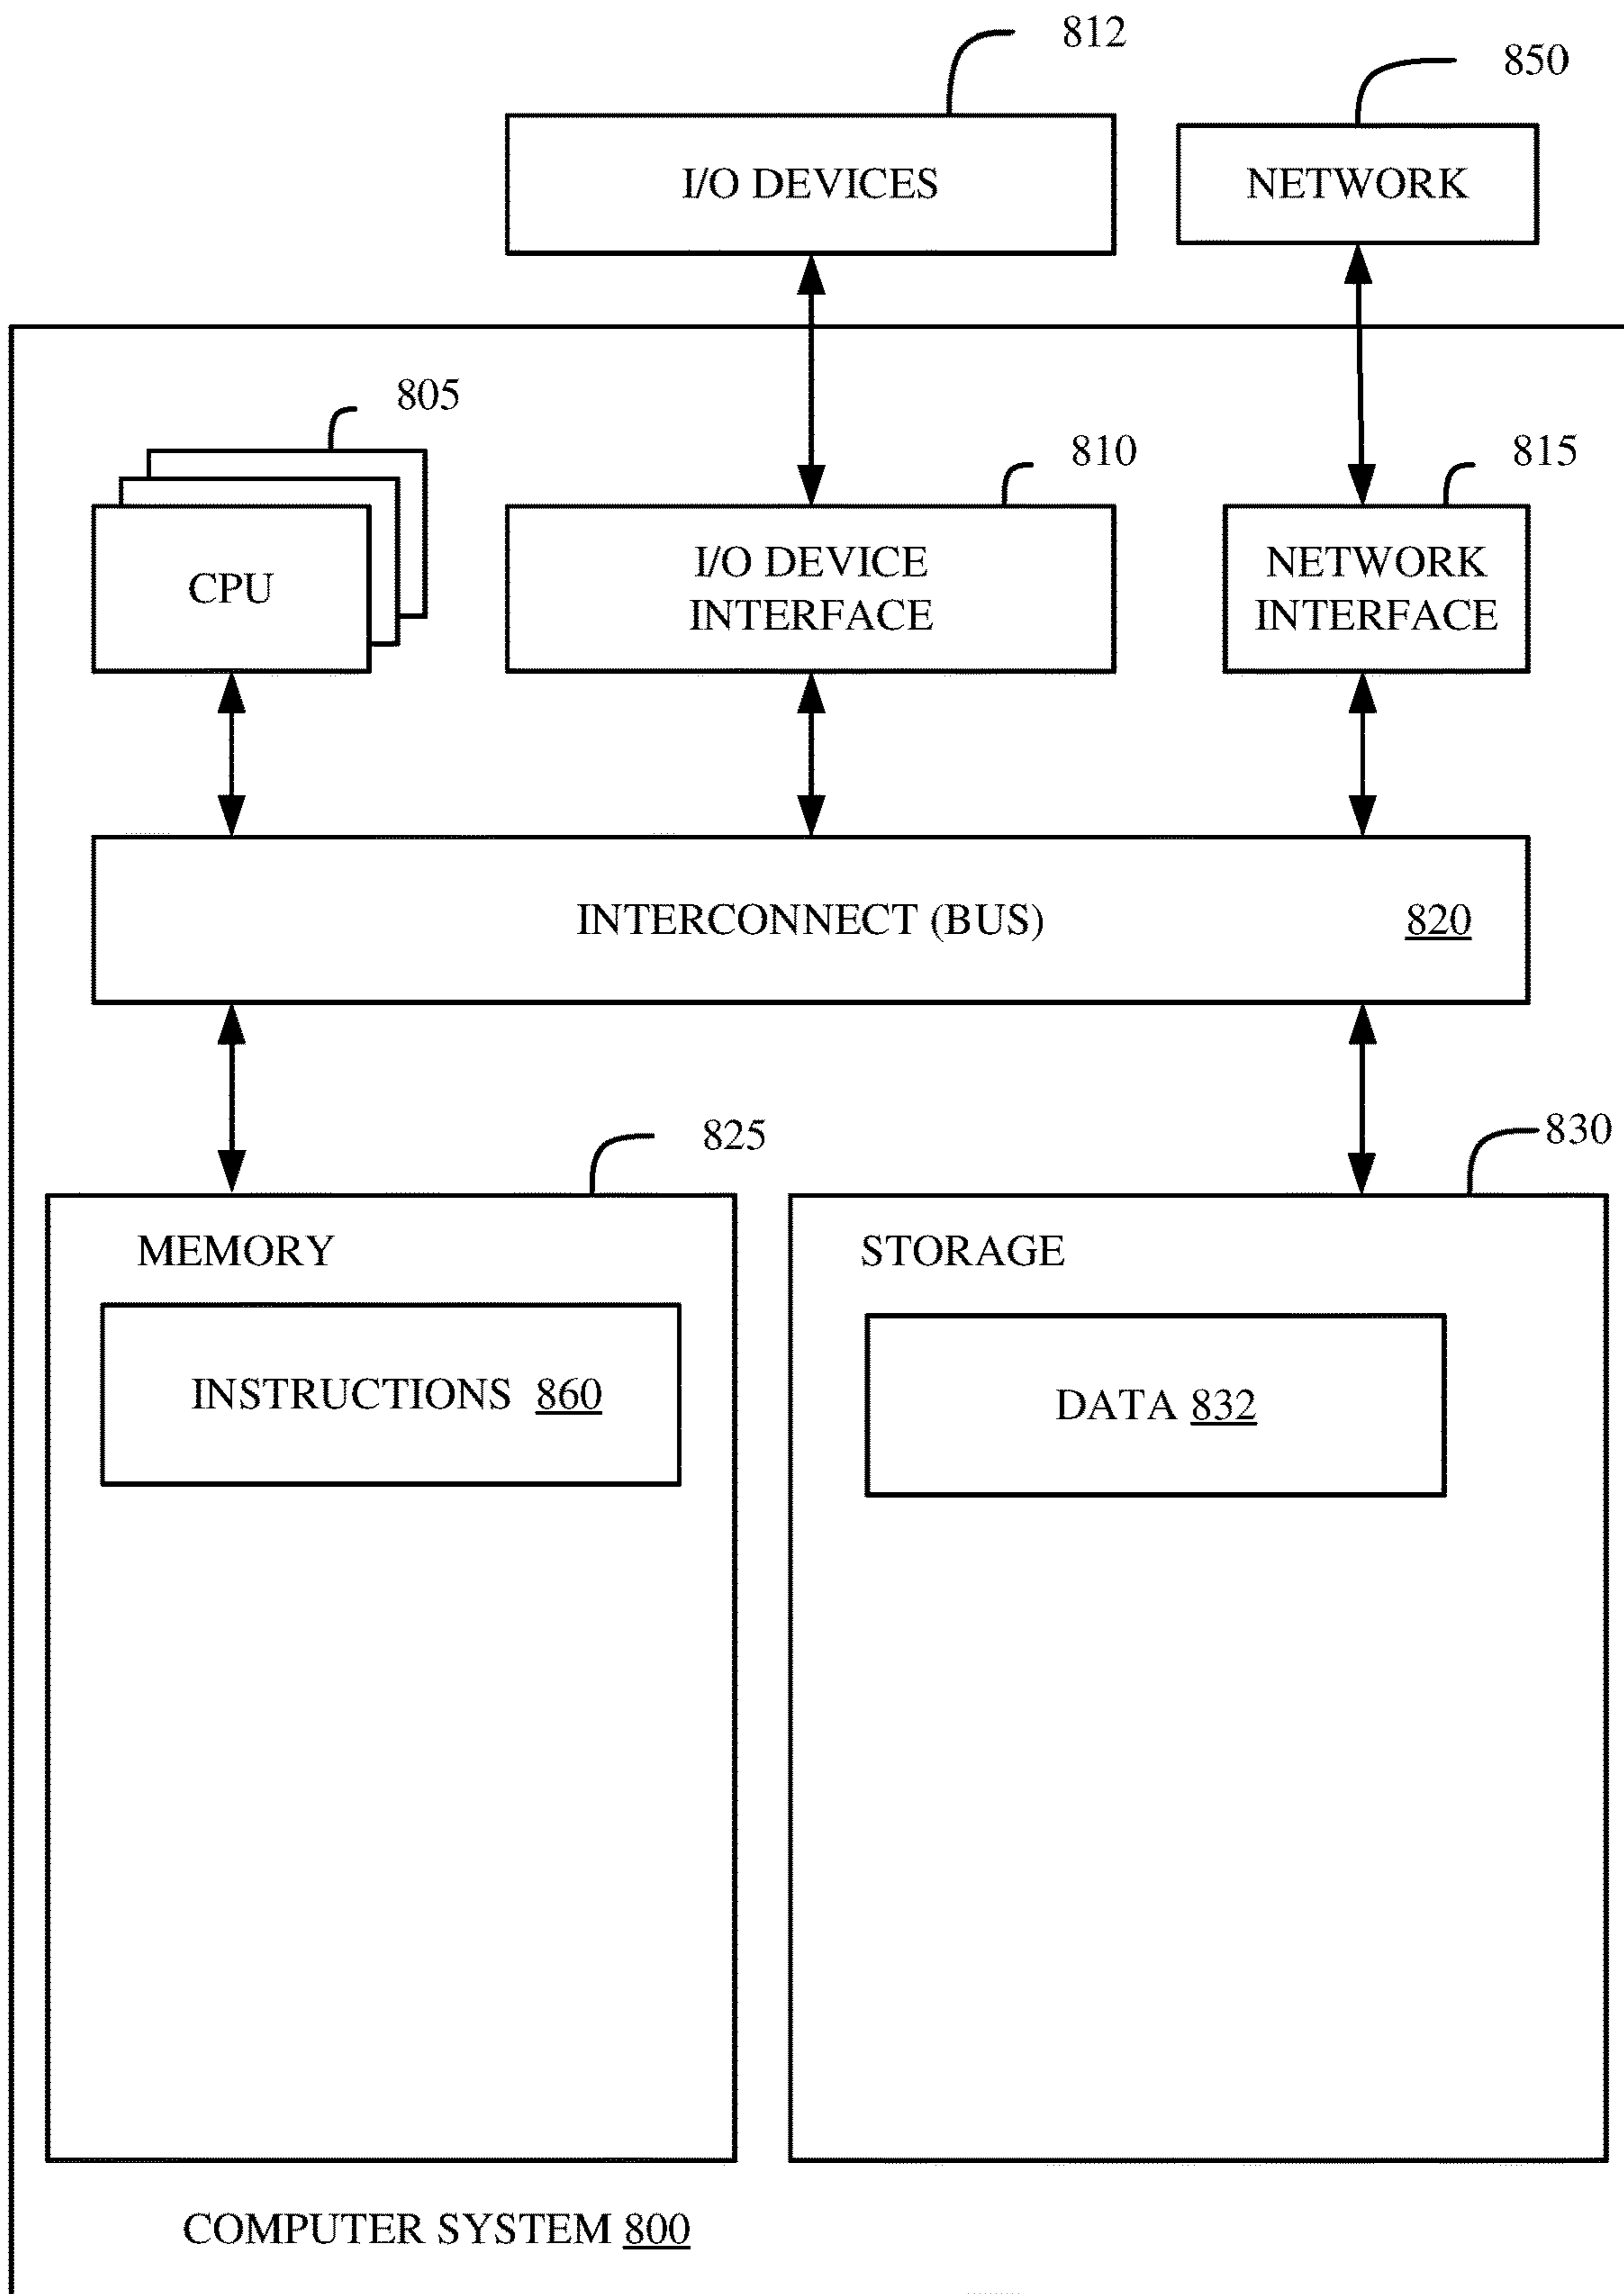 812
850
I/O DEVICES
NETWORK
805
810
815
CPU
I/O DEVICE
INTERFACE
NETWORK
INTERFACE
INTERCONNECT (BUS) 820
825
830
MEMORY
STORAGE
INSTRUCTIONS 860
DATA 832
COMPUTER SYSTEM 800